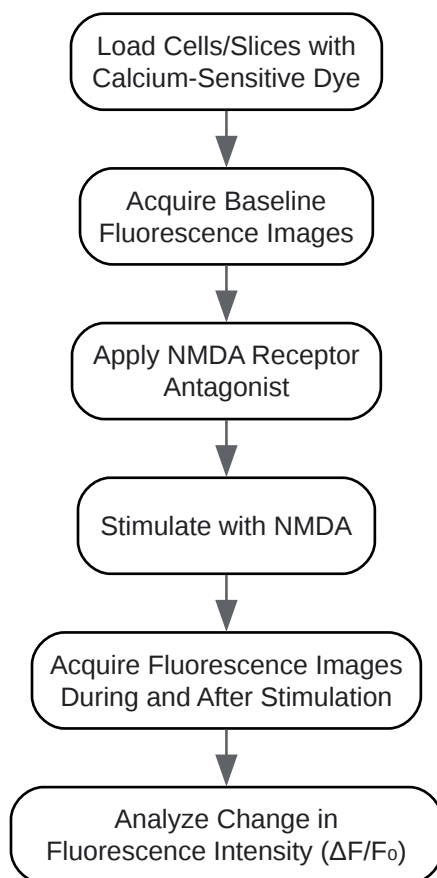 Load Cells/Slices with
Calcium-Sensitive Dye
Acquire Baseline
Fluorescence Images
Apply NMDA Receptor
Antagonist
Stimulate with NMDA
Acquire Fluorescence Images
During and After Stimulation
Analyze Change in
Fluorescence Intensity (ΔF/F₀)